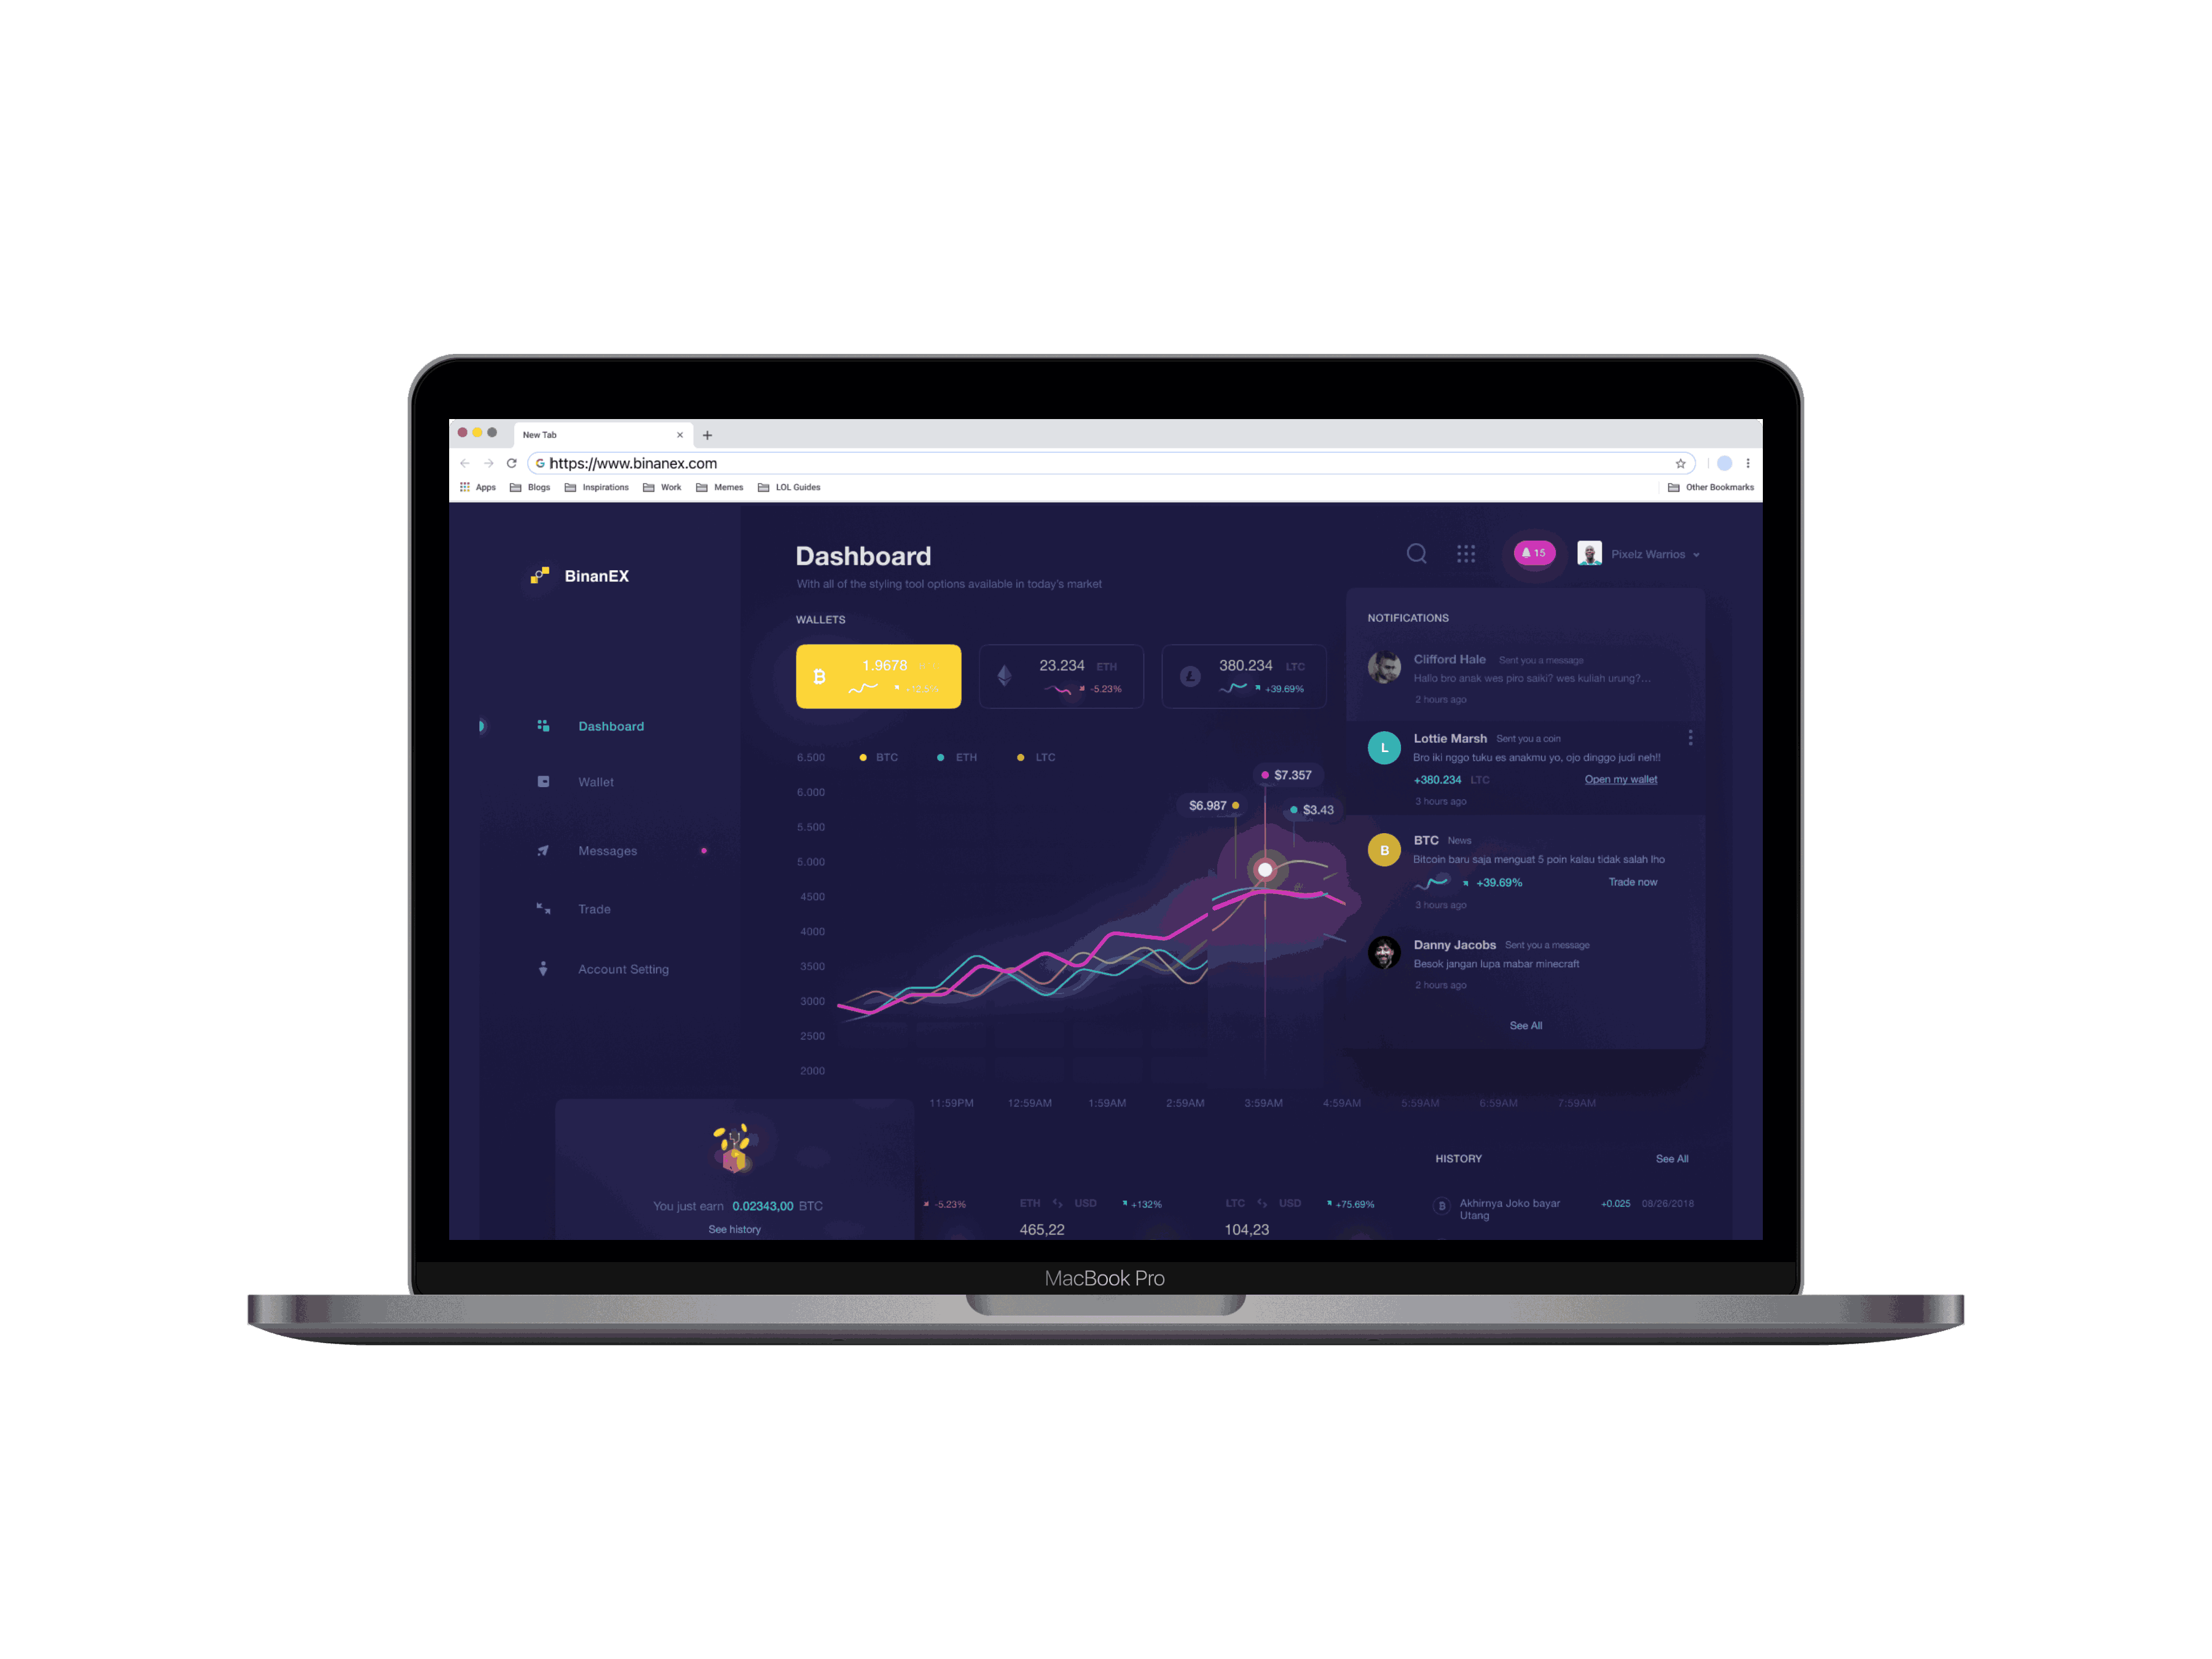 New Tab
https://www.binanex.com
Apps Blogs Inspirations Work Memes LOL Guides Other Bookmarks
BinanEX
Dashboard
Wallet
Messages
Trade
Account Setting
Dashboard
With all of the styling tool options available in today's market
15
Pixelz Warrios
WALLETS
1.9678
23.234 ETH
-5.23%
380.234 LTC
+39.69%
BTC ETH LTC
6.500
6.000
5.500
5.000
4500
4000
3500
3000
2500
2000
$7.357
$6.987
$3.43
11:59PM 12:59AM 1:59AM 2:59AM 3:59AM 4:59AM 5:59AM 6:59AM 7:59AM
NOTIFICATIONS
Clifford Hale Sent you a message
Hallo bro anak wes piro saiki? wes kuliah urung?...
2 hours ago
L
Lottie Marsh Sent you a coin
Bro iki nggo tuku es anakmu yo, ojo dinggo judi neh!!
+380.234 LTC Open my wallet
3 hours ago
B
BTC News
Bitcoin baru saja menguat 5 poin kalau tidak salah lho
+39.69% Trade now
3 hours ago
Danny Jacobs Sent you a message
Besok jangan lupa mabar minecraft
2 hours ago
See All
You just earn 0.02343,00 BTC
See history
-5.23%
ETH USD +132%
465,22
LTC USD +75.69%
104,23
HISTORY See All
Akhirnya Joko bayar
Utang
+0.025 08/26/2018
MacBook Pro